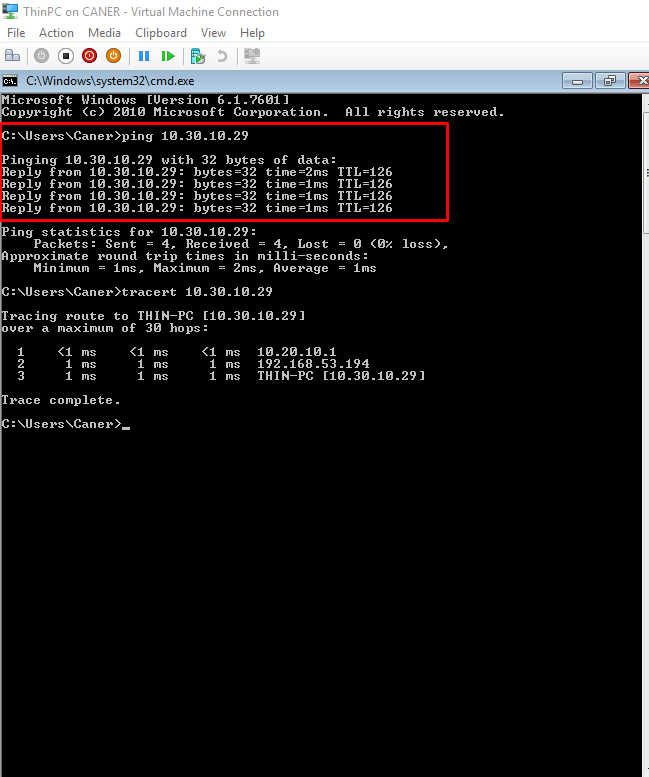 ThinPC on CANER - Virtual Machine Connection
File Action Media Clipboard View Help
C:\Windows\system32\cmd.exe
Microsoft Windows [Version 6.1.7601]
Copyright (c) 2010 Microsoft Corporation.  All rights reserved.
C:\Users\Caner>ping 10.30.10.29
Pinging 10.30.10.29 with 32 bytes of data:
Reply from 10.30.10.29: bytes=32 time=2ms TTL=126
Reply from 10.30.10.29: bytes=32 time=1ms TTL=126
Reply from 10.30.10.29: bytes=32 time=1ms TTL=126
Reply from 10.30.10.29: bytes=32 time=1ms TTL=126
Ping statistics for 10.30.10.29:
    Packets: Sent = 4, Received = 4, Lost = 0 (0% loss),
Approximate round trip times in milli-seconds:
    Minimum = 1ms, Maximum = 2ms, Average = 1ms
C:\Users\Caner>tracert 10.30.10.29
Tracing route to THIN-PC [10.30.10.29]
over a maximum of 30 hops:
  1    <1 ms    <1 ms    <1 ms  10.20.10.1
  2     1 ms     1 ms     1 ms  192.168.53.194
  3     1 ms     1 ms     1 ms  THIN-PC [10.30.10.29]
Trace complete.
C:\Users\Caner>_